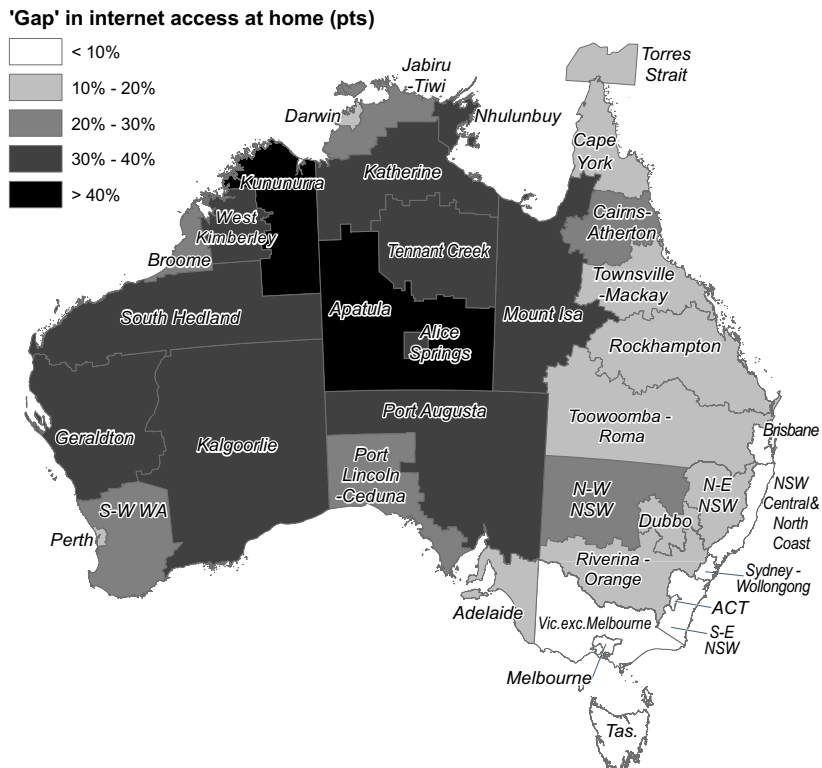 'Gap' in internet access at home (pts)
< 10%
10% - 20%
20% - 30%
30% - 40%
> 40%
Torres
Strait
Jabiru
-Tiwi
Darwin
Nhulunbuy
Cape
York
Katherine
Kununurra
West
Kimberley
Cairns-
Atherton
Broome
Tennant Creek
Townsville
-Mackay
South Hedland
Apatula
Mount Isa
Alice
Springs
Rockhampton
Port Augusta
Toowoomba -
Roma
Brisbane
Geraldton
Kalgoorlie
Port
Lincoln
-Ceduna
N-W
NSW
N-E
NSW
NSW
Central&
North
Coast
S-W WA
Dubbo
Perth
Riverina -
Orange
Sydney -
Wollongong
Adelaide
ACT
Vic.exc.Melbourne
S-E
NSW
Melbourne
Tas.